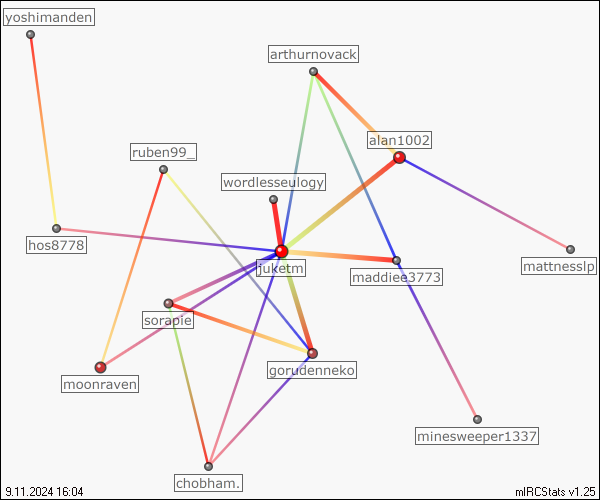 yoshimanden
arthurnovack
alan1002
ruben99_
wordlesseulogy
hos8778
juketm
mattnesslp
maddiee3773
sorapie
gorudenneko
moonraven
minesweeper1337
chobham.
9.11.2024 16:04
mIRCStats v1.25